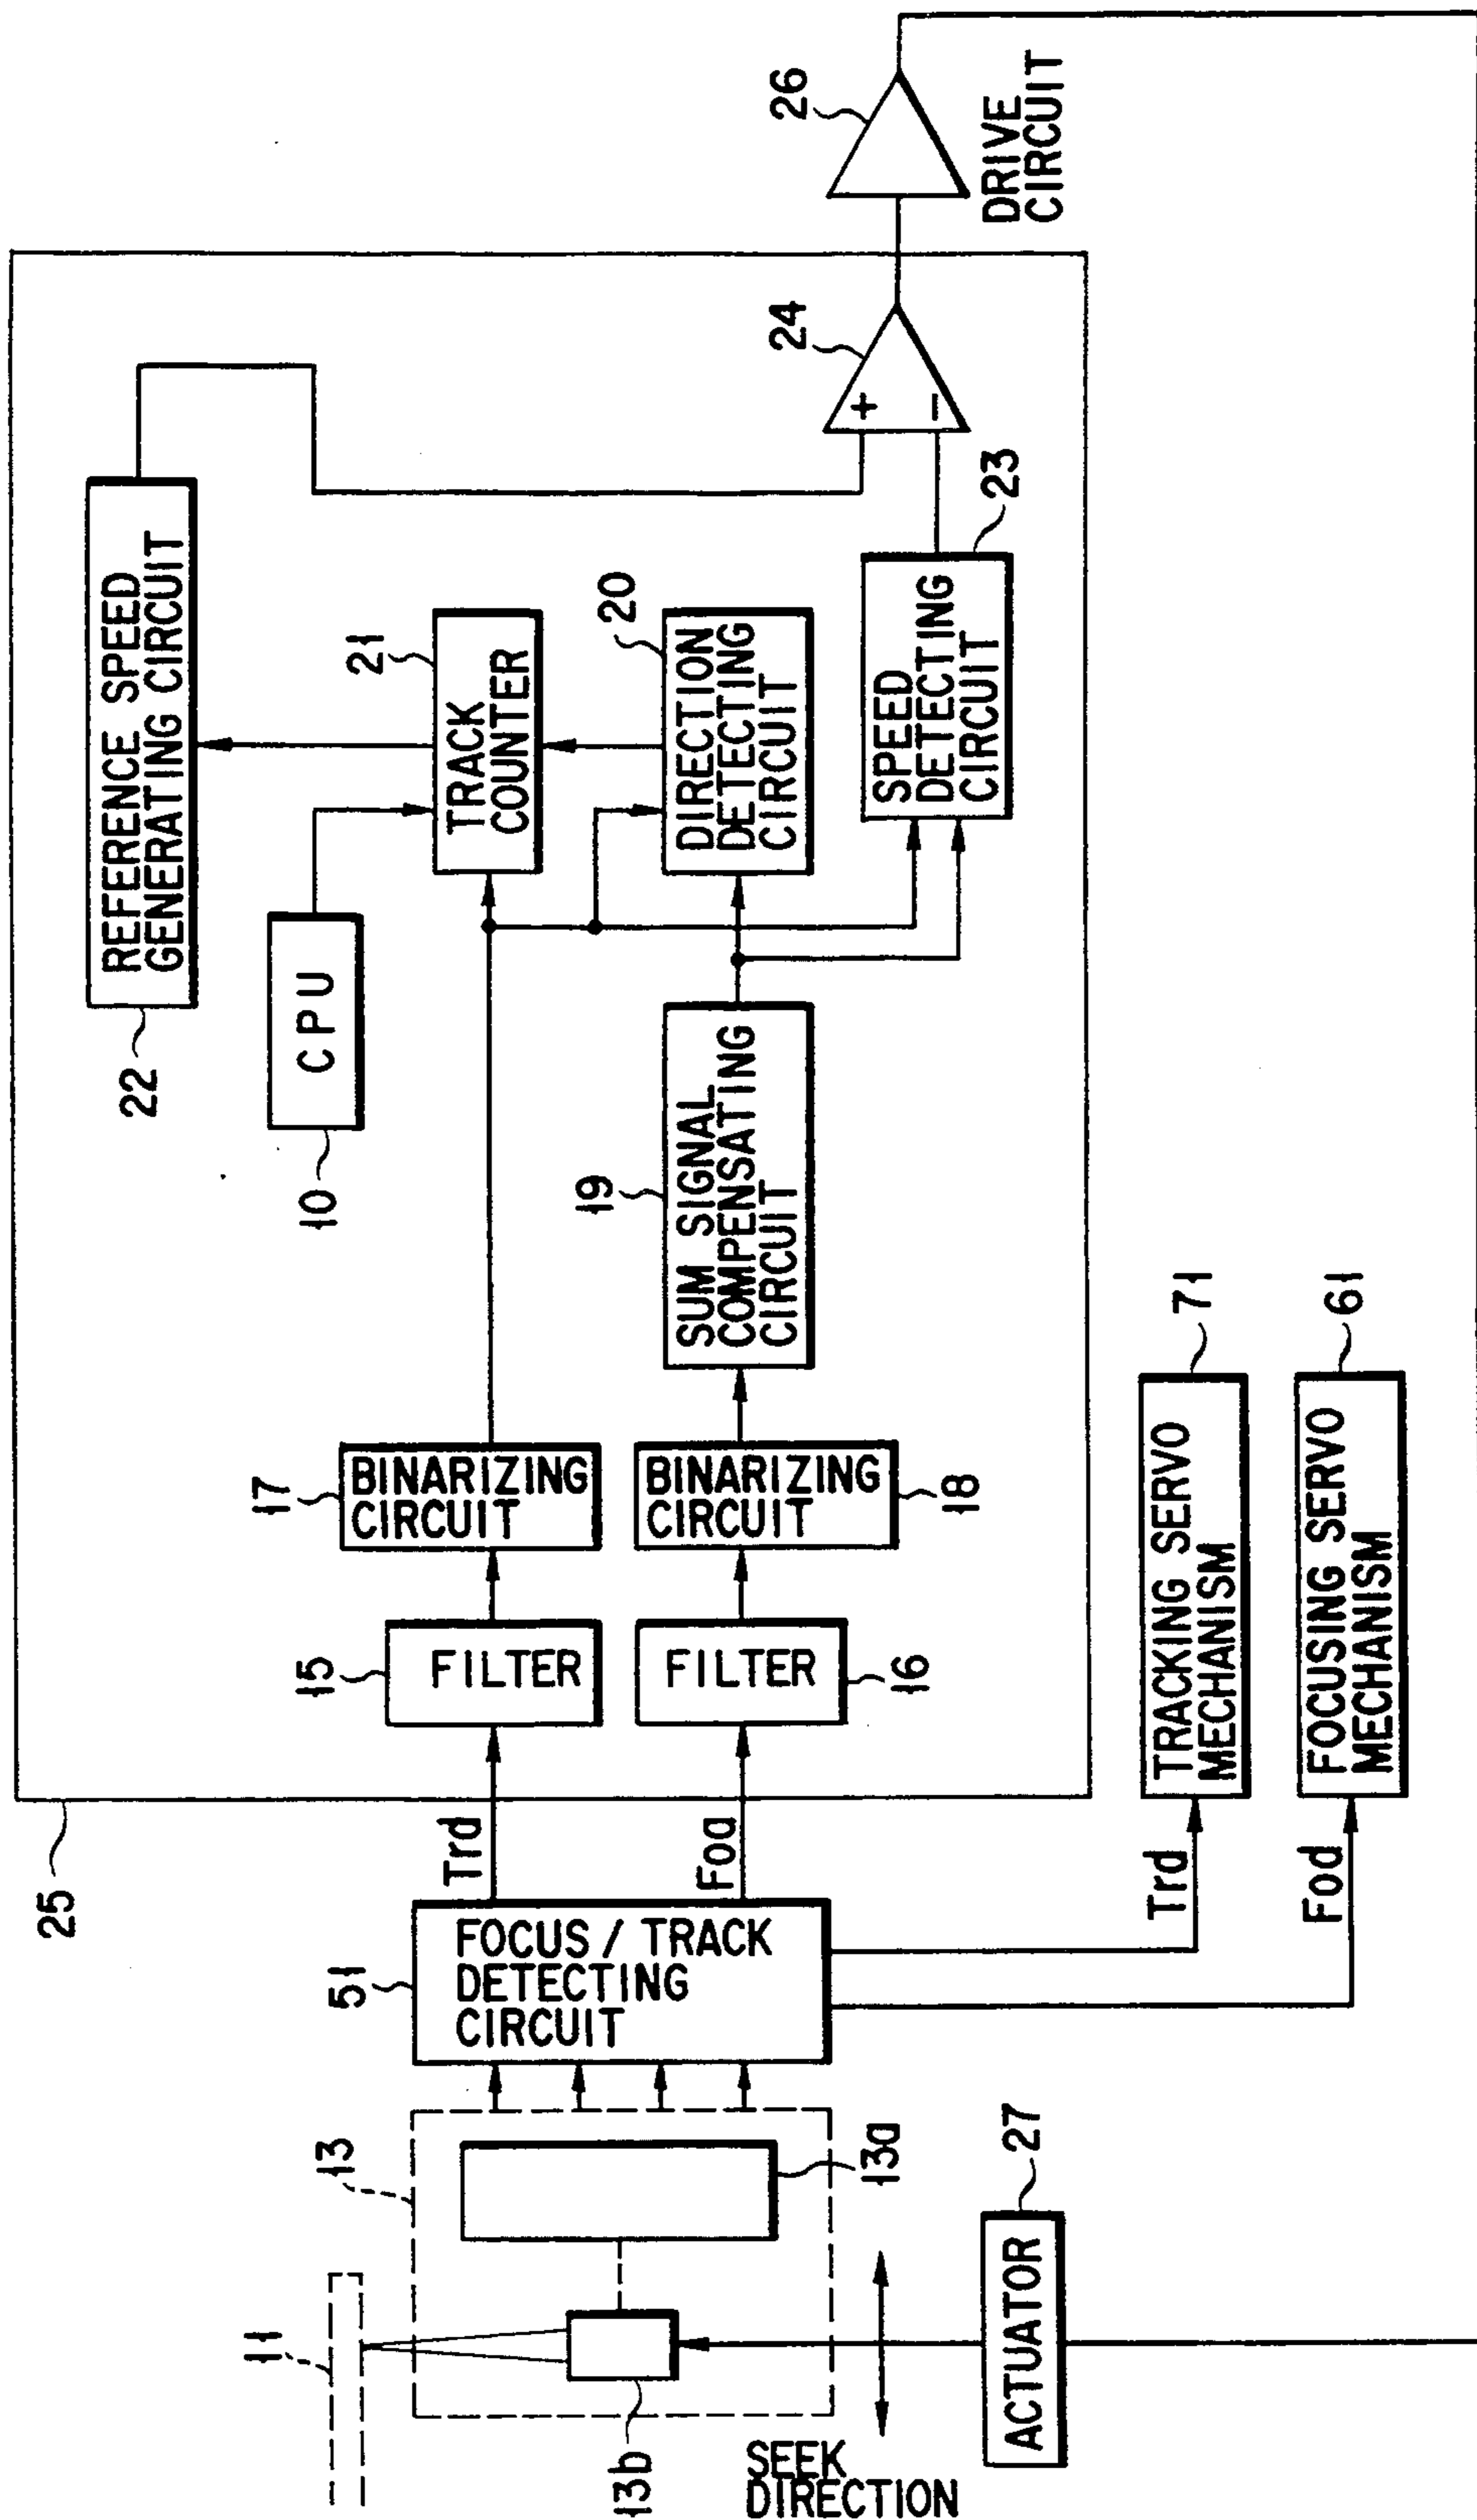 11
13
13b
13a
SEEK
DIRECTION
ACTUATOR
27
51
FOCUS / TRACK
DETECTING
CIRCUIT
Trd
Foa
Trd
Fod
25
15
FILTER
FILTER
16
17
BINARIZING
CIRCUIT
BINARIZING
CIRCUIT
18
TRACKING SERVO
MECHANISM
71
FOCUSING SERVO
MECHANISM
61
19
SUM SIGNAL
COMPENSATING
CIRCUIT
10
CPU
22
REFERENCE SPEED
GENERATING CIRCUIT
21
TRACK
COUNTER
20
DIRECTION
DETECTING
CIRCUIT
SPEED
DETECTING
CIRCUIT
23
24
+
−
26
DRIVE
CIRCUIT